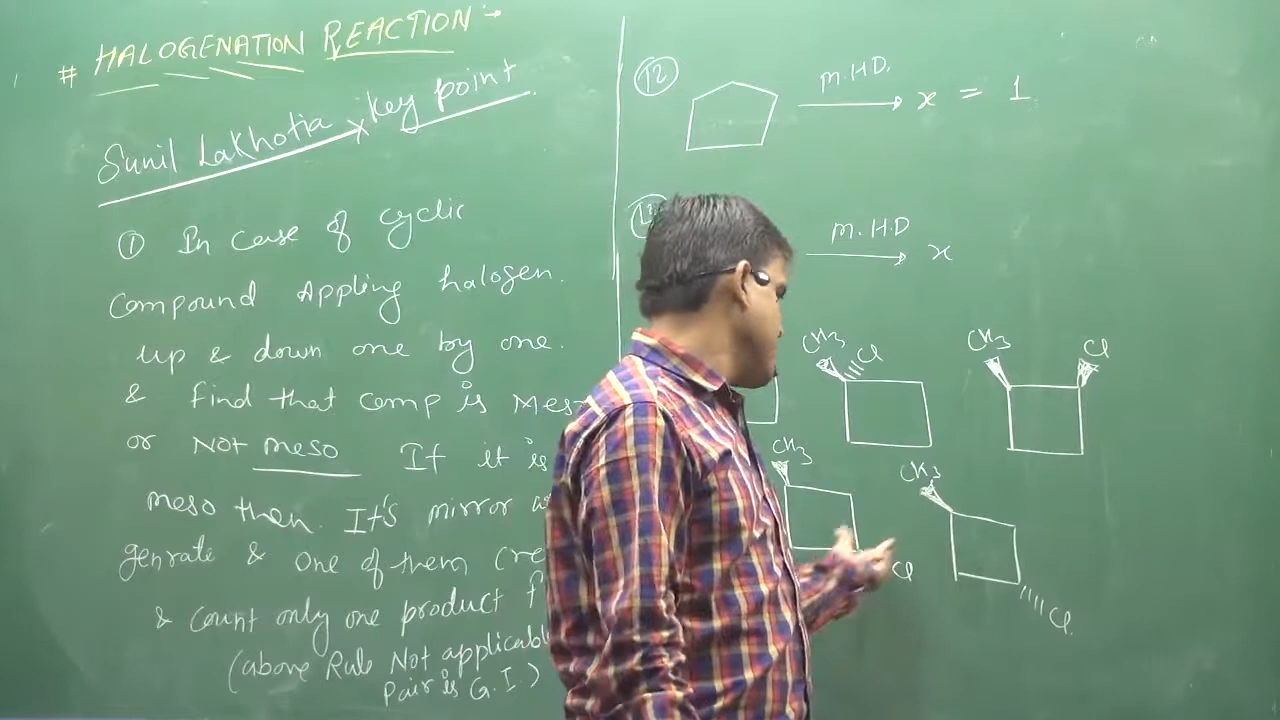 # HALOGENATION REACTION :-
Sunil Lakhotia x Key point
① In case of cyclic
Compound Appling halogen.
up & down one by one.
& find that comp is Mes
or Not meso If it is
meso then. It's mirror
genrate & one of them (re
& count only one product f
(above Rule Not applicable
Pair is G.I.)
12 M.HD. x = 1
M.H.D x
CH3 Cl CH3 Cl
CH3 CH3
Cl Cl